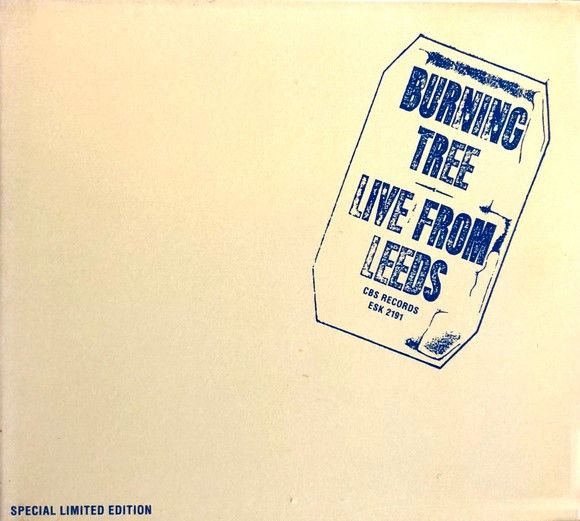 BURNING
TREE
LIVE FROM
LEEDS
CBS RECORDS
ESK 2191
SPECIAL LIMITED EDITION